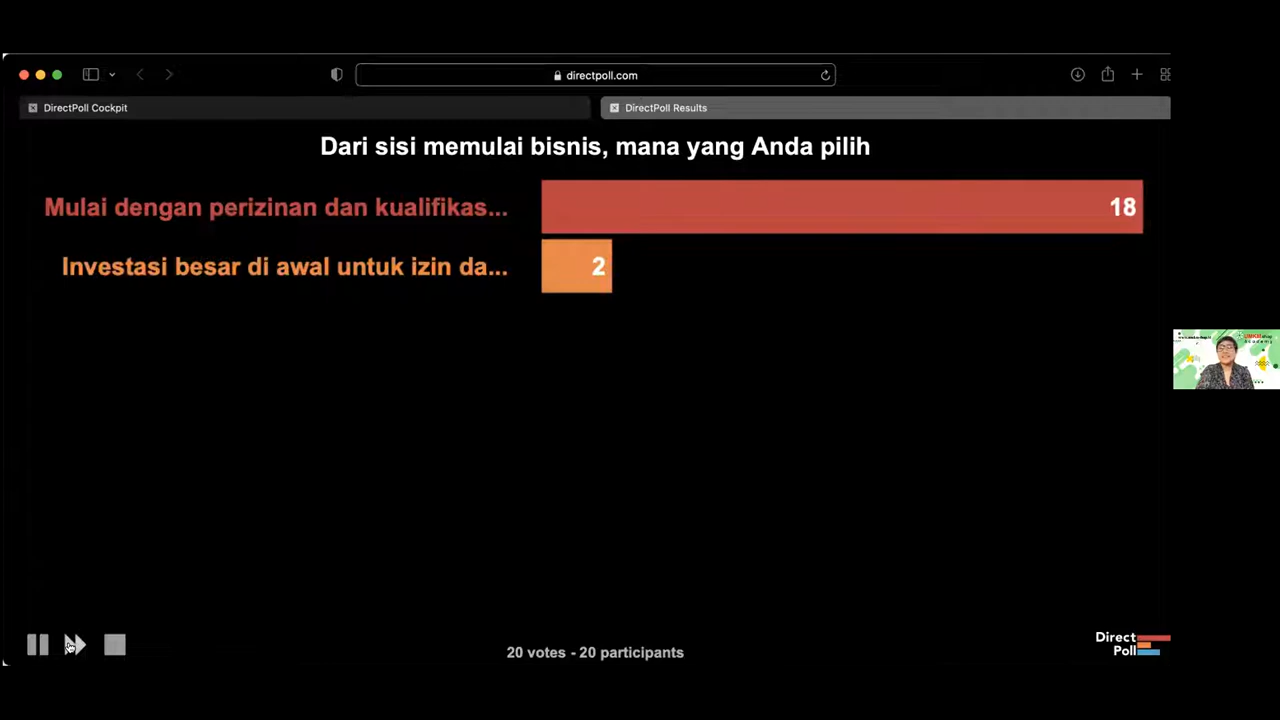 directpoll.com
DirectPoll Cockpit
DirectPoll Results
Dari sisi memulai bisnis, mana yang Anda pilih
Mulai dengan perizinan dan kualifikas...
18
Investasi besar di awal untuk izin da...
2
20 votes - 20 participants
Direct
Poll